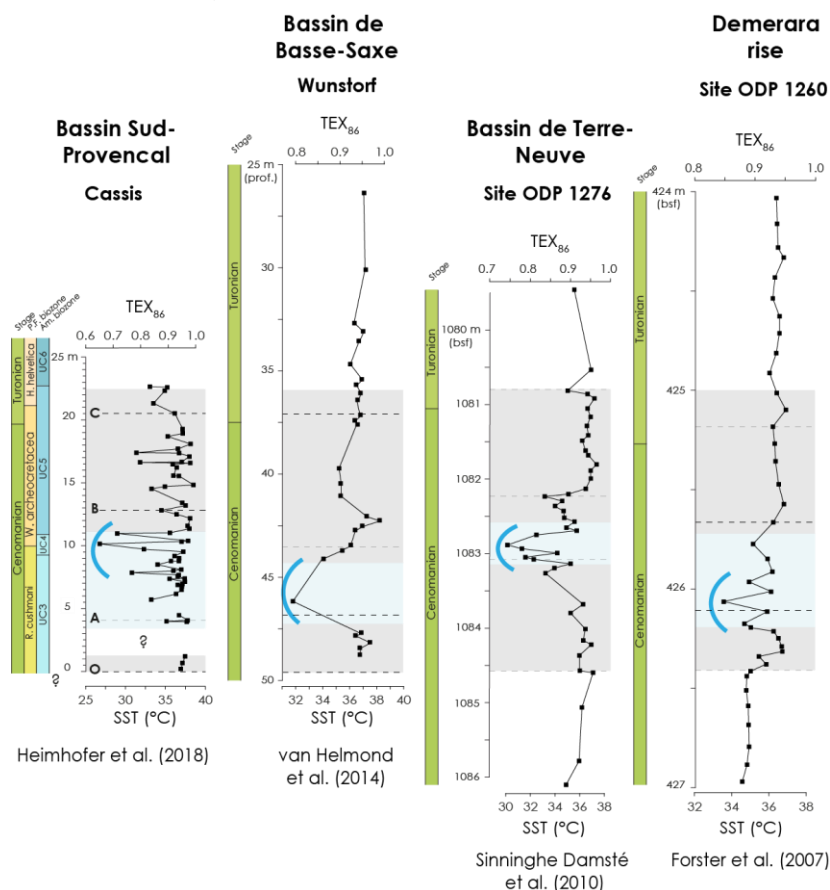 Bassin de
Basse-Saxe
Wunstorf
Demerara
rise
Site ODP 1260
Bassin Sud-
Provencal
Cassis
Bassin de Terre-
Neuve
Site ODP 1276
Stage
P.F. biozone
Am. biozone
TEX86
0.6 0.7 0.8 0.9 1.0
Turonian
Cenomanian
H. helvetica
W. archeocretacea
R. cushmani
UC6
UC5
UC4
UC3
25 m
20
15
10
5
0
C
B
A
O
?
?
25 30 35 40
SST (°C)
Heimhofer et al. (2018)
Stage
TEX86
0.8 0.9 1.0
Turonian
Cenomanian
25 m
(prof.)
30
35
40
45
50
32 34 36 38 40
SST (°C)
van Helmond
et al. (2014)
Stage
TEX86
0.7 0.8 0.9 1.0
Turonian
Cenomanian
1080 m
(bsf)
1081
1082
1083
1084
1085
1086
30 32 34 36 38
SST (°C)
Sinninghe Damsté
et al. (2010)
Stage
TEX86
0.8 0.9 1.0
Turonian
Cenomanian
424 m
(bsf)
425
426
427
32 34 36 38 40
SST (°C)
Forster et al. (2007)